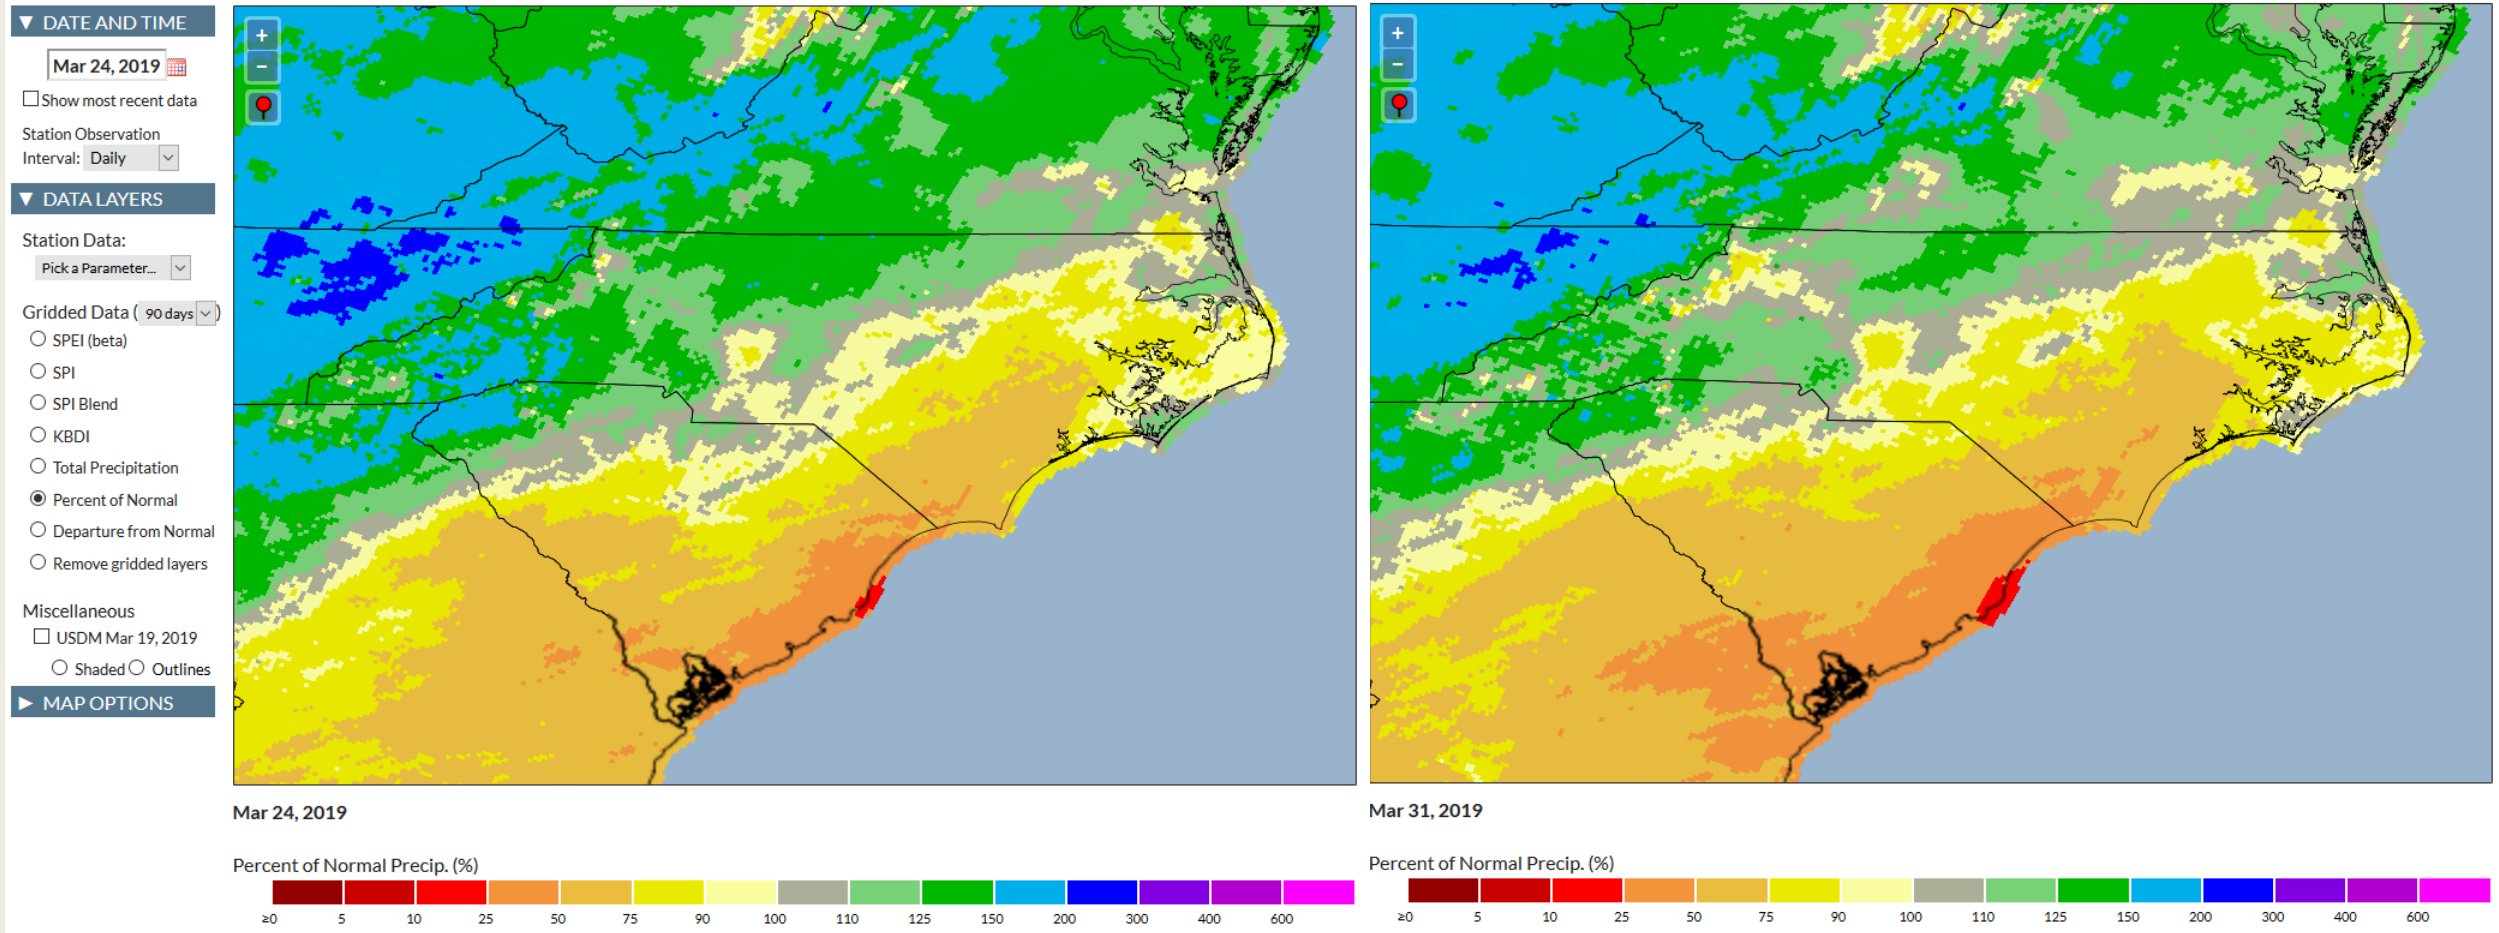 ▼ DATE AND TIME
Mar 24, 2019
Show most recent data
Station Observation
Interval: Daily
▼ DATA LAYERS
Station Data:
Pick a Parameter...
Gridded Data ( 90 days )
SPEI (beta)
SPI
SPI Blend
KBDI
Total Precipitation
Percent of Normal
Departure from Normal
Remove gridded layers
Miscellaneous
USDM Mar 19, 2019
Shaded Outlines
▶ MAP OPTIONS
+
−
Mar 24, 2019
Percent of Normal Precip. (%)
≥0 5 10 25 50 75 90 100 110 125 150 200 300 400 600
+
−
Mar 31, 2019
Percent of Normal Precip. (%)
≥0 5 10 25 50 75 90 100 110 125 150 200 300 400 600